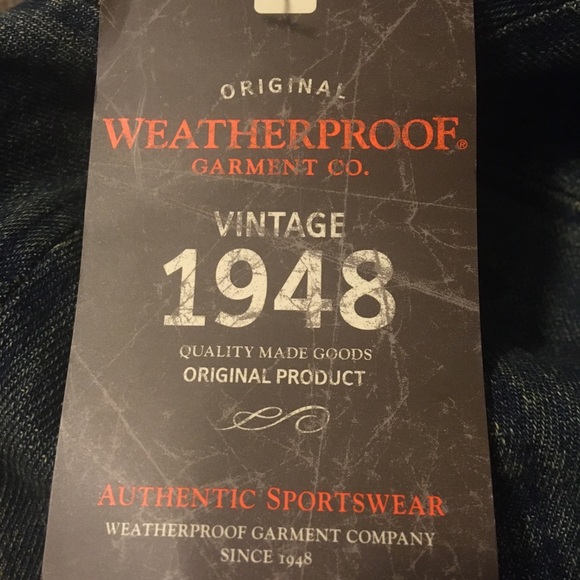 ORIGINAL
WEATHERPROOF®
GARMENT CO.
VINTAGE
1948
QUALITY MADE GOODS
ORIGINAL PRODUCT
AUTHENTIC SPORTSWEAR
WEATHERPROOF GARMENT COMPANY
SINCE 1948